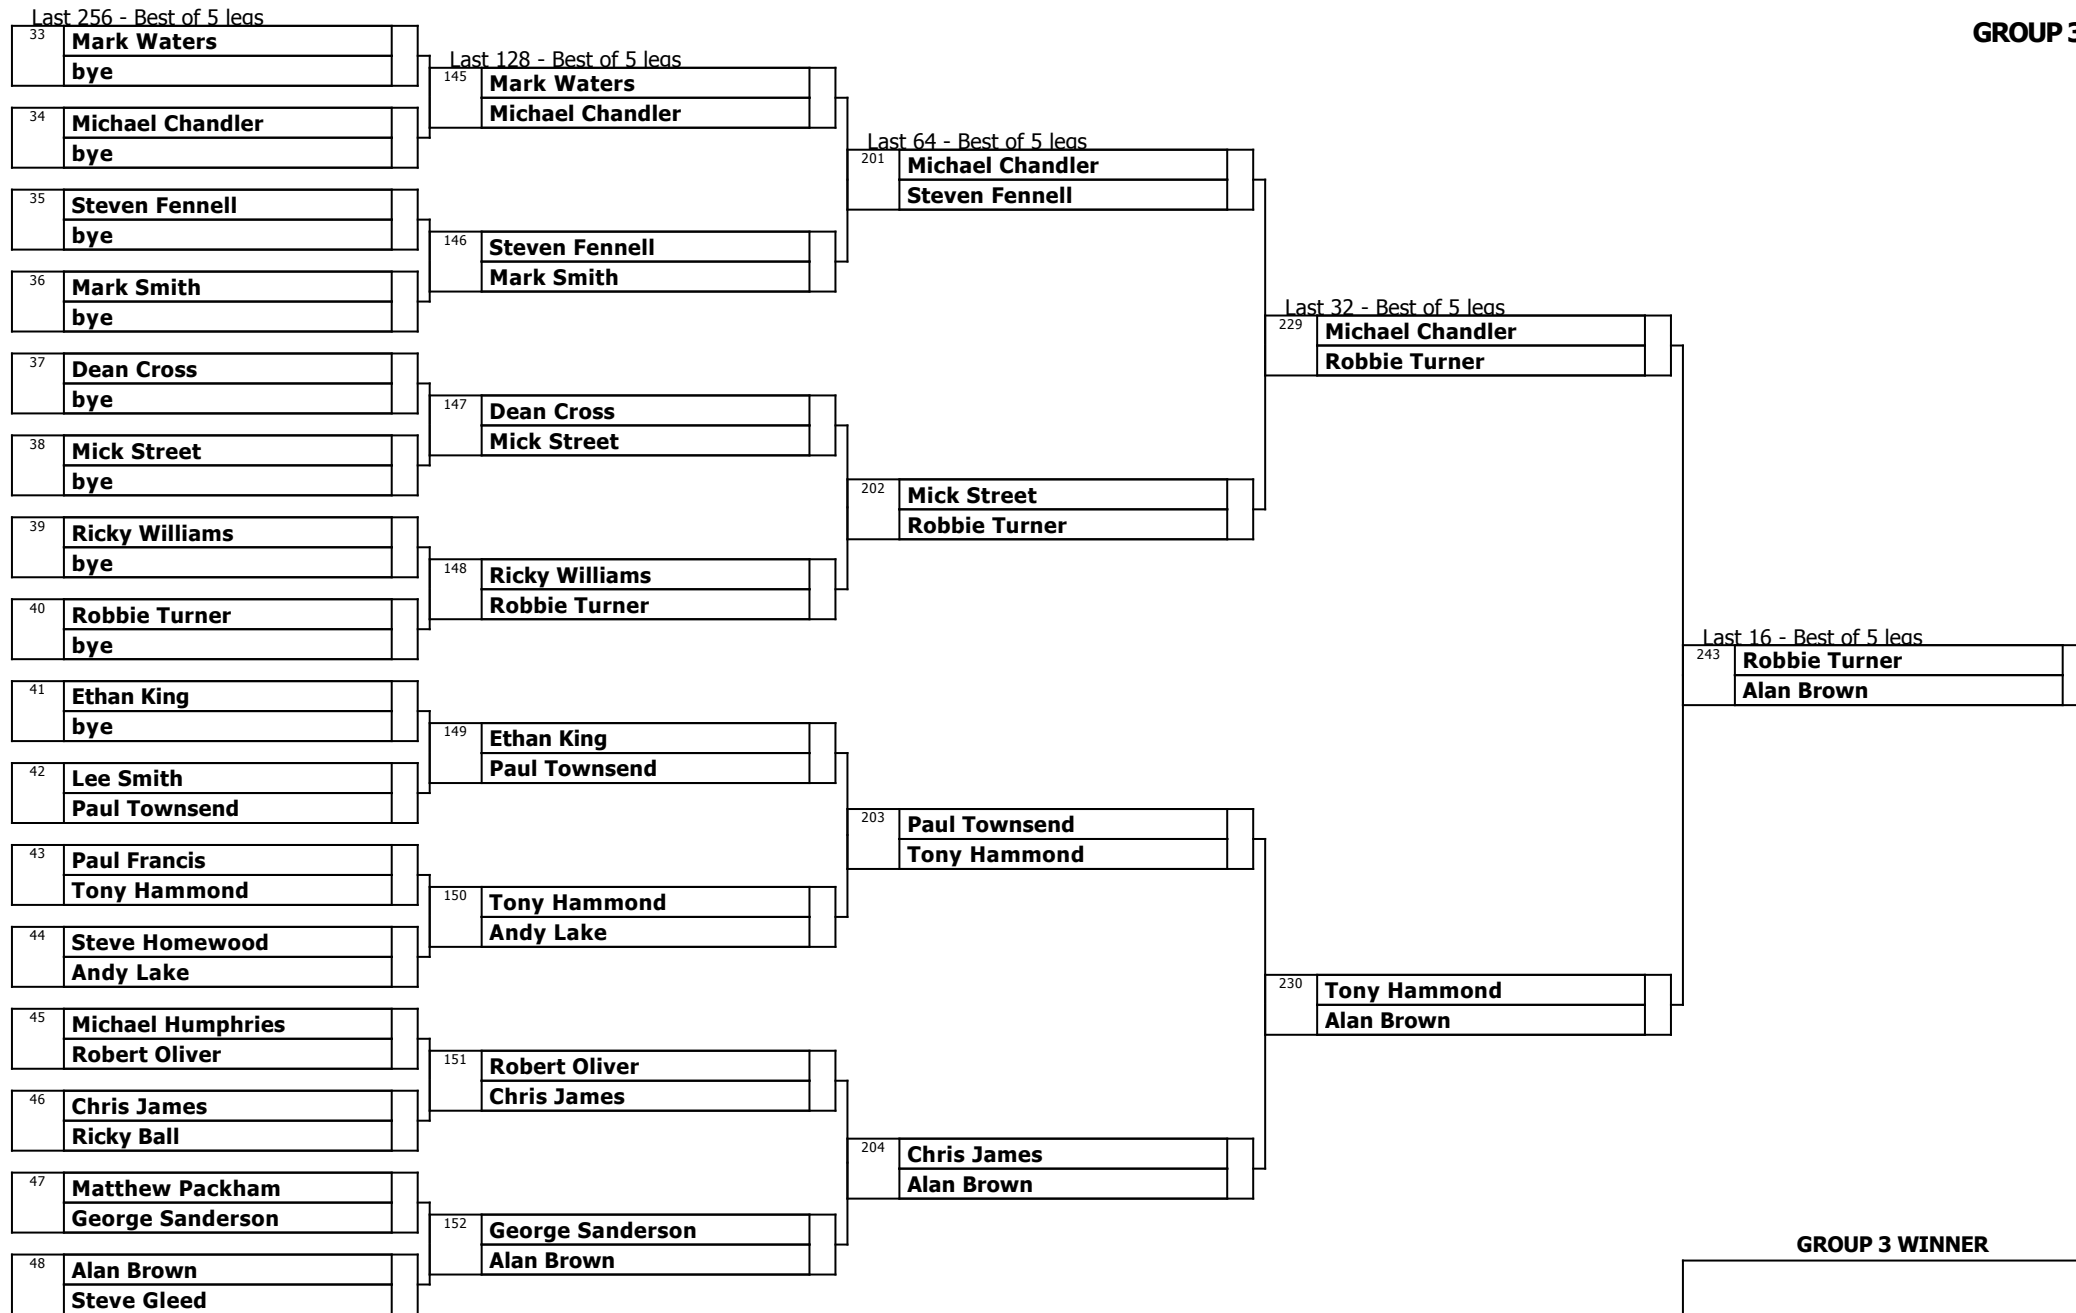 Last 256 - Best of 5 legs
GROUP 3
33
Mark Waters
bye
34
Michael Chandler
bye
35
Steven Fennell
bye
36
Mark Smith
bye
37
Dean Cross
bye
38
Mick Street
bye
39
Ricky Williams
bye
40
Robbie Turner
bye
41
Ethan King
bye
42
Lee Smith
Paul Townsend
43
Paul Francis
Tony Hammond
44
Steve Homewood
Andy Lake
45
Michael Humphries
Robert Oliver
46
Chris James
Ricky Ball
47
Matthew Packham
George Sanderson
48
Alan Brown
Steve Gleed
Last 128 - Best of 5 legs
145
Mark Waters
Michael Chandler
146
Steven Fennell
Mark Smith
147
Dean Cross
Mick Street
148
Ricky Williams
Robbie Turner
149
Ethan King
Paul Townsend
150
Tony Hammond
Andy Lake
151
Robert Oliver
Chris James
152
George Sanderson
Alan Brown
Last 64 - Best of 5 legs
201
Michael Chandler
Steven Fennell
202
Mick Street
Robbie Turner
203
Paul Townsend
Tony Hammond
204
Chris James
Alan Brown
Last 32 - Best of 5 legs
229
Michael Chandler
Robbie Turner
230
Tony Hammond
Alan Brown
Last 16 - Best of 5 legs
243
Robbie Turner
Alan Brown
GROUP 3 WINNER